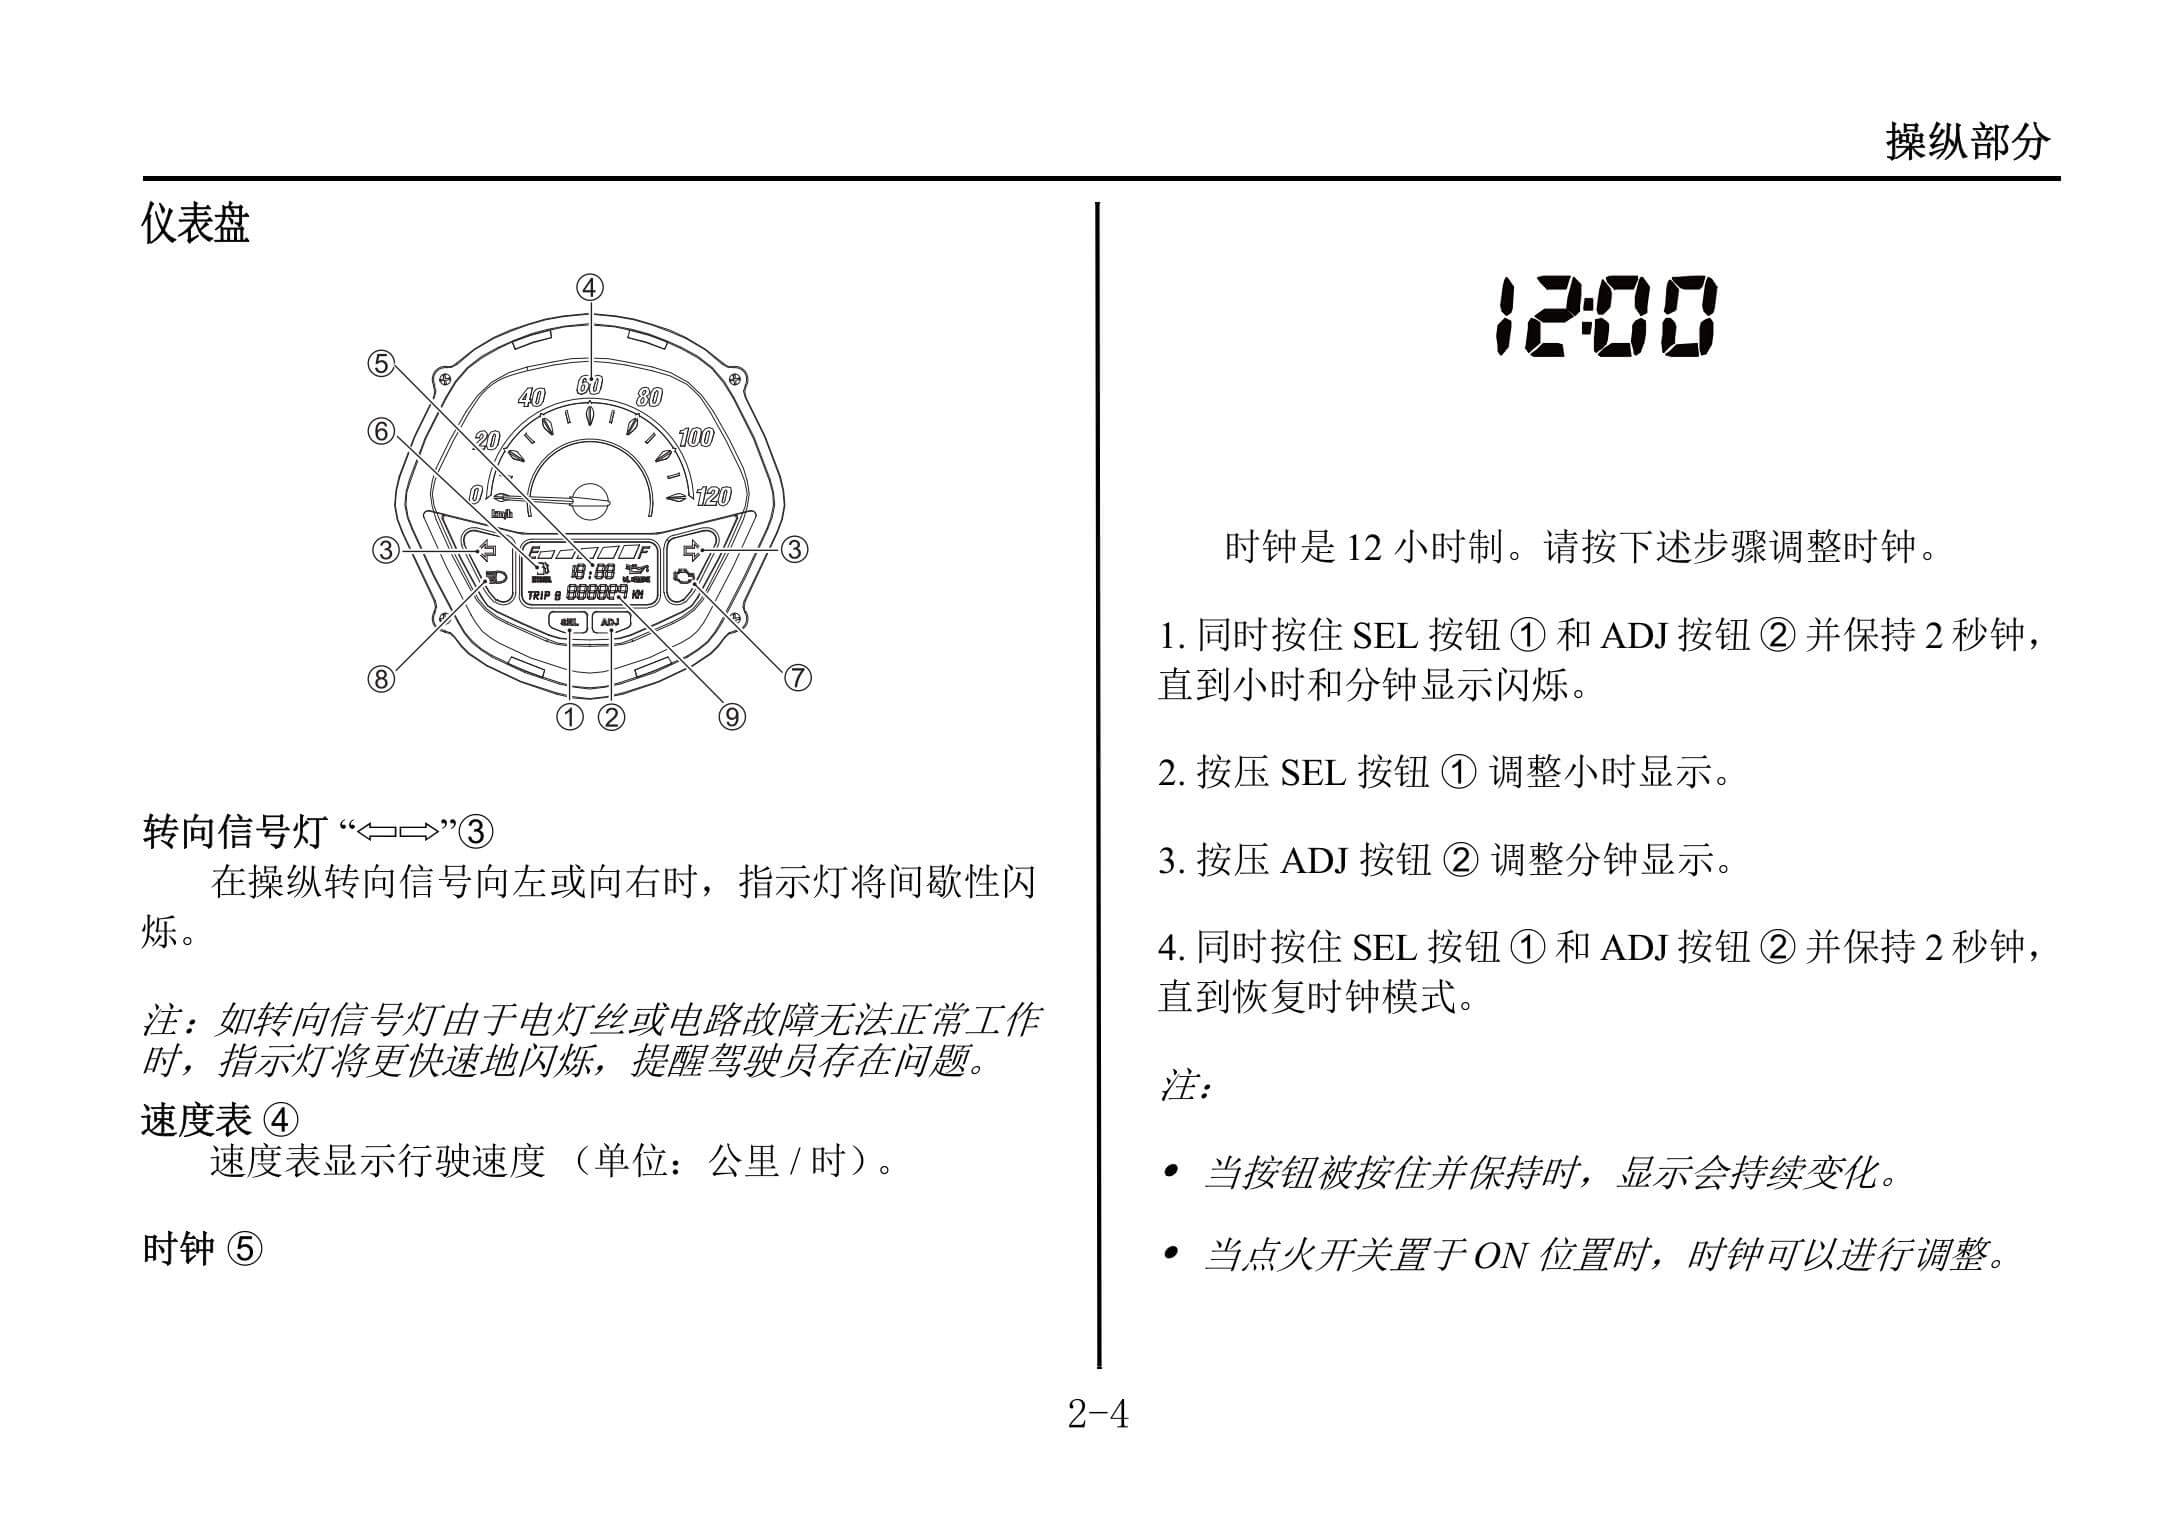 操纵部分
仪表盘
④
⑤
⑥
③
③
⑧
⑦
① ② ⑨
0 20 40 60 80 100 120
km/h
E F
18:88
TRIP 8 KM
SEL ADJ
转向信号灯 “⇦⇨”③
在操纵转向信号向左或向右时，指示灯将间歇性闪
烁。
注：如转向信号灯由于电灯丝或电路故障无法正常工作
时，指示灯将更快速地闪烁，提醒驾驶员存在问题。
速度表 ④
速度表显示行驶速度 （单位：公里 / 时）。
时钟 ⑤
12:00
时钟是 12 小时制。请按下述步骤调整时钟。
1. 同时按住 SEL 按钮 ① 和 ADJ 按钮 ② 并保持 2 秒钟，
直到小时和分钟显示闪烁。
2. 按压 SEL 按钮 ① 调整小时显示。
3. 按压 ADJ 按钮 ② 调整分钟显示。
4. 同时按住 SEL 按钮 ① 和 ADJ 按钮 ② 并保持 2 秒钟，
直到恢复时钟模式。
注：
• 当按钮被按住并保持时，显示会持续变化。
• 当点火开关置于 ON 位置时，时钟可以进行调整。
2-4